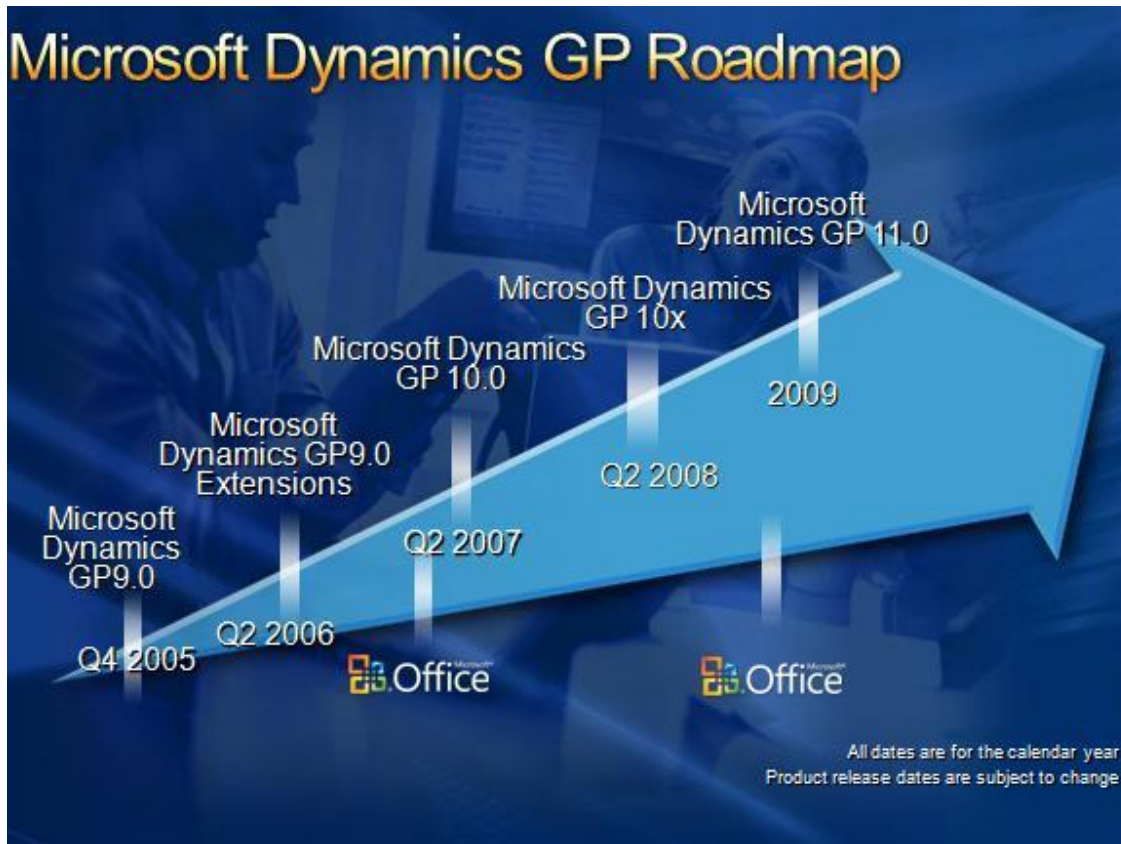 Microsoft Dynamics GP Roadmap
Microsoft
Dynamics GP 11.0
2009
Microsoft Dynamics
GP 10x
Q2 2008
Microsoft Dynamics
GP 10.0
Q2 2007
Microsoft
Dynamics GP9.0
Extensions
Q2 2006
Microsoft
Dynamics
GP9.0
Q4 2005
Microsoft
Office
Microsoft
Office
All dates are for the calendar year
Product release dates are subject to change